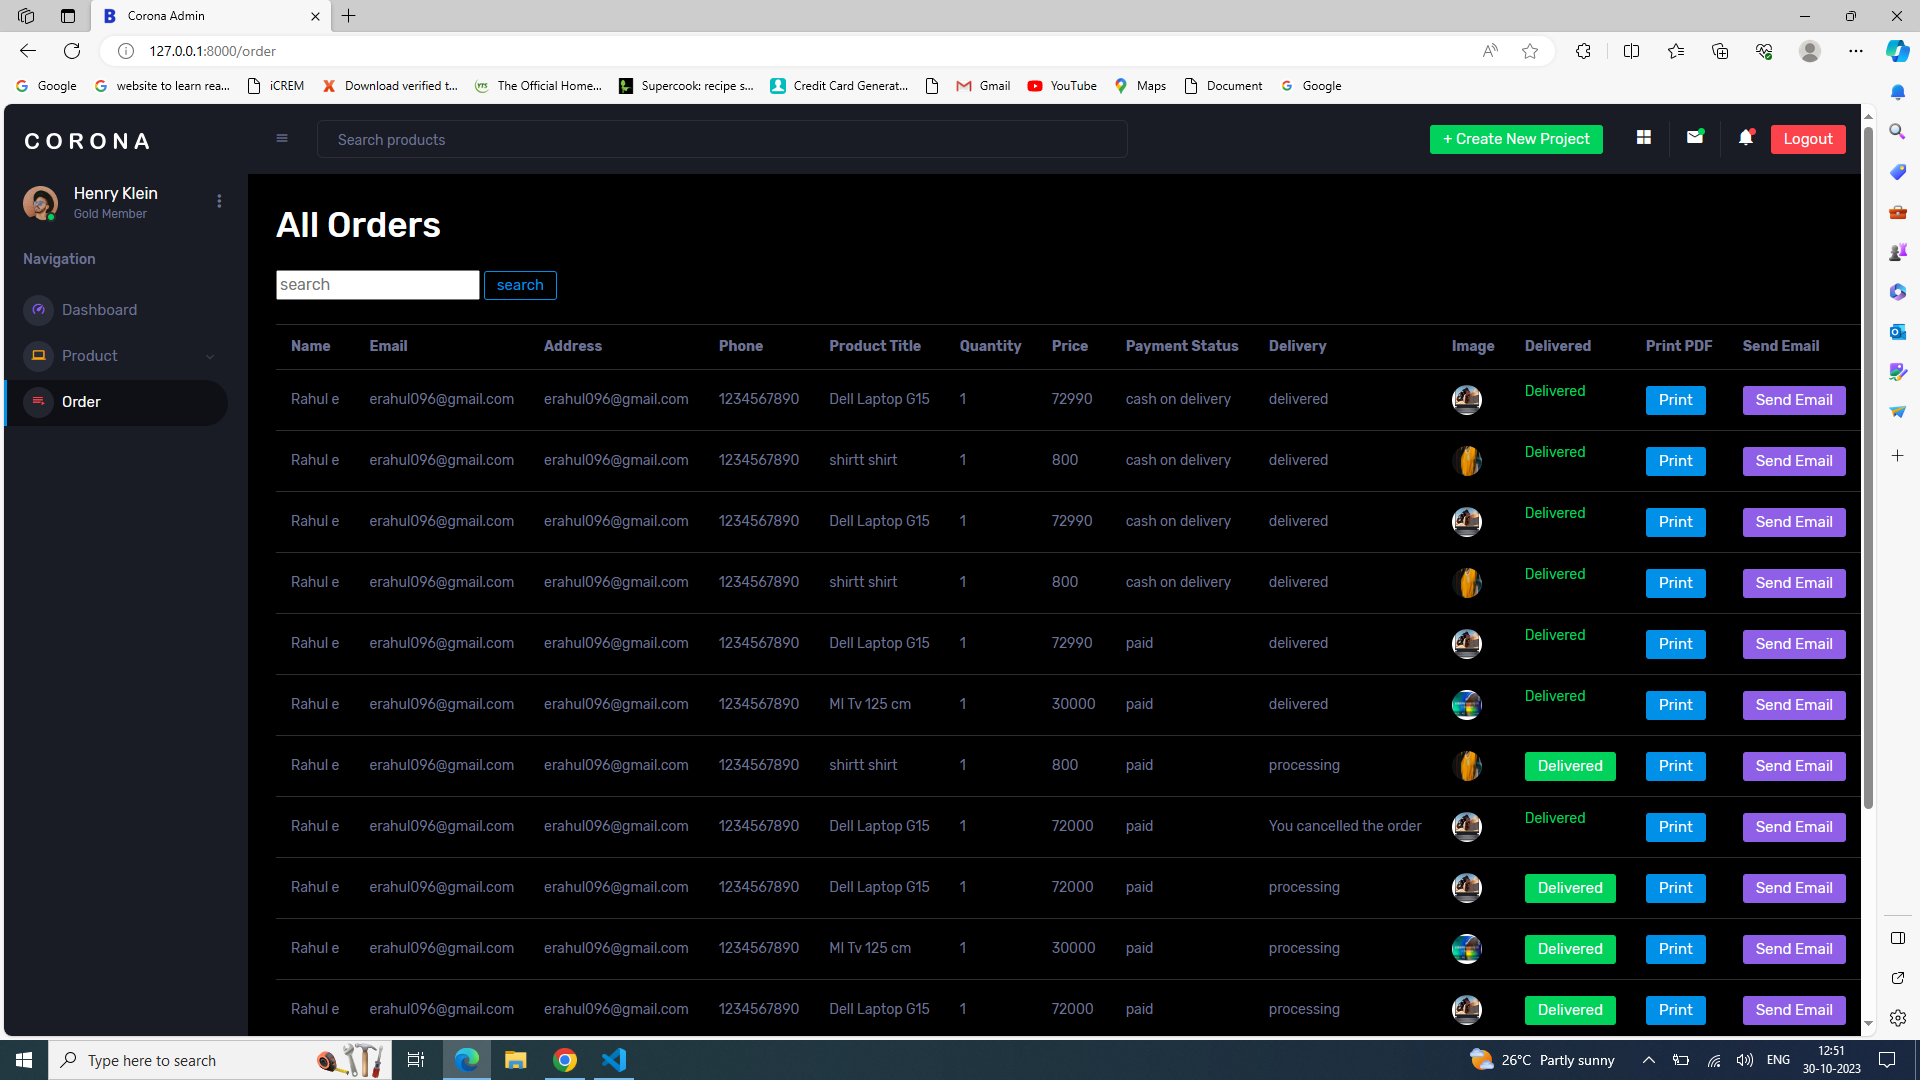 Corona Admin
127.0.0.1:8000/order
Google website to learn rea... iCREM Download verified t... The Official Home... Supercook: recipe s... Credit Card Generat... Gmail YouTube Maps Document Google
CORONA
Search products
+ Create New Project
Logout
Henry Klein
Gold Member
Navigation
Dashboard
Product
Order
All Orders
search search
Name Email Address Phone Product Title Quantity Price Payment Status Delivery Image Delivered Print PDF Send Email
Rahul e erahul096@gmail.com erahul096@gmail.com 1234567890 Dell Laptop G15 1 72990 cash on delivery delivered Delivered Print Send Email
Rahul e erahul096@gmail.com erahul096@gmail.com 1234567890 shirtt shirt 1 800 cash on delivery delivered Delivered Print Send Email
Rahul e erahul096@gmail.com erahul096@gmail.com 1234567890 Dell Laptop G15 1 72990 cash on delivery delivered Delivered Print Send Email
Rahul e erahul096@gmail.com erahul096@gmail.com 1234567890 shirtt shirt 1 800 cash on delivery delivered Delivered Print Send Email
Rahul e erahul096@gmail.com erahul096@gmail.com 1234567890 Dell Laptop G15 1 72990 paid delivered Delivered Print Send Email
Rahul e erahul096@gmail.com erahul096@gmail.com 1234567890 MI Tv 125 cm 1 30000 paid delivered Delivered Print Send Email
Rahul e erahul096@gmail.com erahul096@gmail.com 1234567890 shirtt shirt 1 800 paid processing Delivered Print Send Email
Rahul e erahul096@gmail.com erahul096@gmail.com 1234567890 Dell Laptop G15 1 72000 paid You cancelled the order Delivered Print Send Email
Rahul e erahul096@gmail.com erahul096@gmail.com 1234567890 Dell Laptop G15 1 72000 paid processing Delivered Print Send Email
Rahul e erahul096@gmail.com erahul096@gmail.com 1234567890 MI Tv 125 cm 1 30000 paid processing Delivered Print Send Email
Rahul e erahul096@gmail.com erahul096@gmail.com 1234567890 Dell Laptop G15 1 72000 paid processing Delivered Print Send Email
Type here to search
26°C Partly sunny
ENG
12:51
30-10-2023